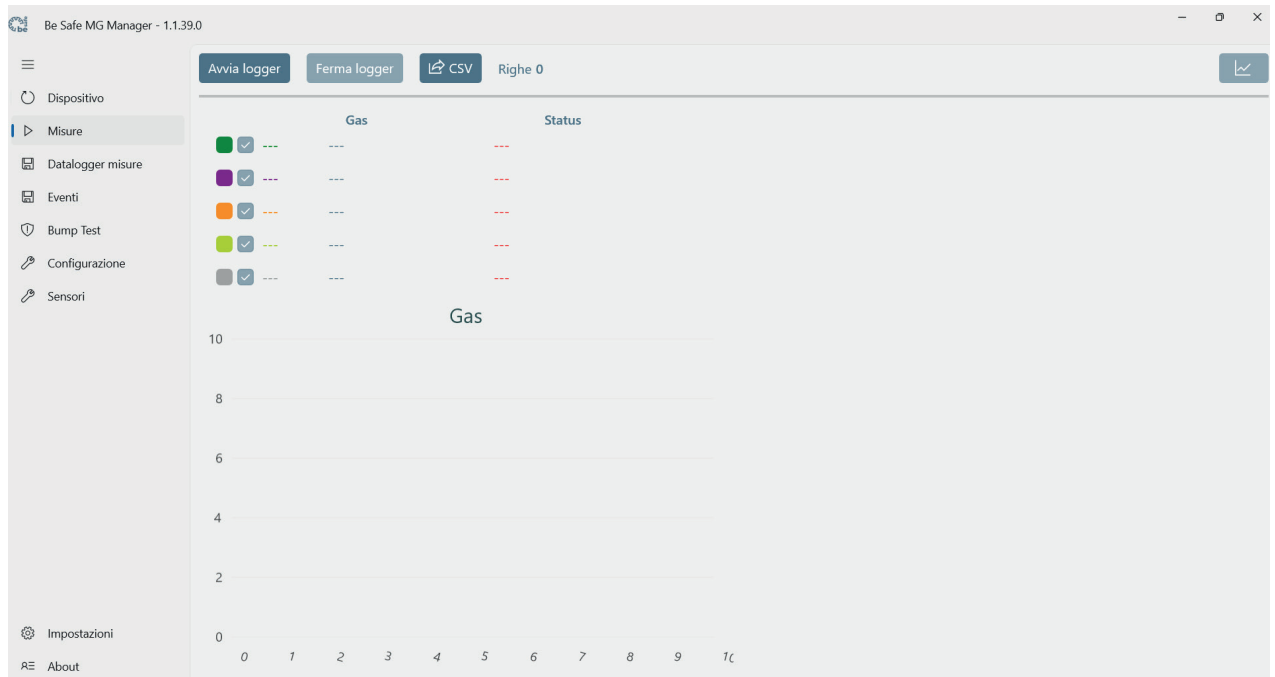 be
Be Safe MG Manager - 1.1.39.0
Dispositivo
Misure
Datalogger misure
Eventi
Bump Test
Configurazione
Sensori
Impostazioni
About
Avvia logger
Ferma logger
CSV
Righe 0
Gas Status
--- --- ---
--- --- ---
--- --- ---
--- --- ---
--- --- ---
Gas
10
8
6
4
2
0
0 1 2 3 4 5 6 7 8 9 10